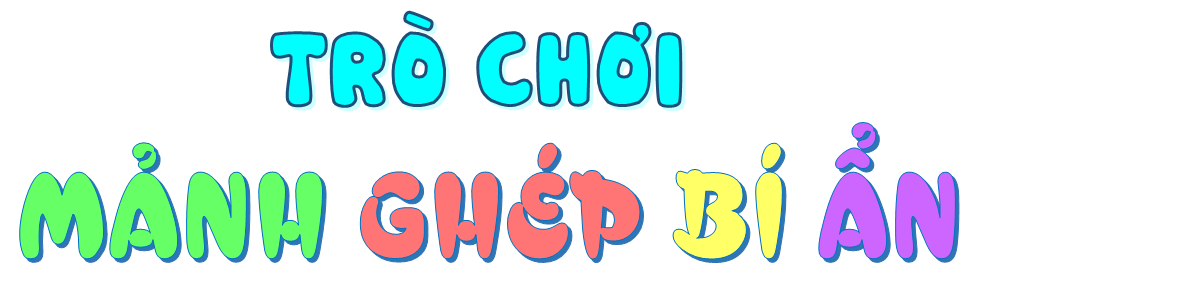 TRÒ CHƠI
MẢNH GHÉP BÍ ẨN